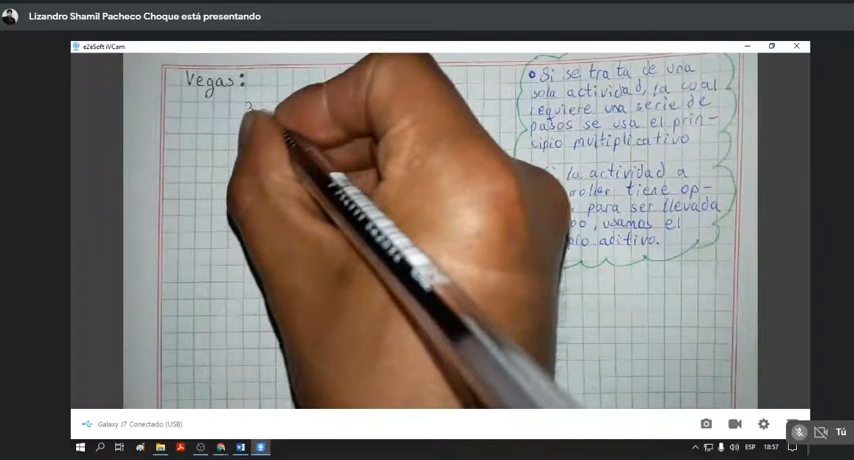 Lizandro Shamil Pacheco Choque está presentando
e2eSoft iVCam
Vegas:
• Si se trata de una
sola actividad, la cual
requiere una serie de
pasos se usa el prin-
cipio multiplicativo
la actividad a
rollar tiene op-
para ser llevada
usamos el
pio aditivo.
PILOT
Galaxy J7 Conectado (USB)
Tú
ESP
18:57